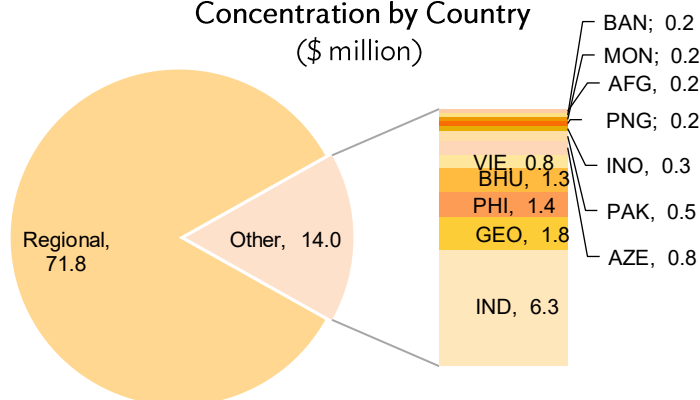 Concentration by Country
($ million)
BAN; 0.2
MON; 0.2
AFG, 0.2
PNG; 0.2
INO, 0.3
PAK, 0.5
AZE, 0.8
VIE, 0.8
BHU, 1.3
PHI, 1.4
GEO, 1.8
IND, 6.3
Regional,
71.8
Other, 14.0